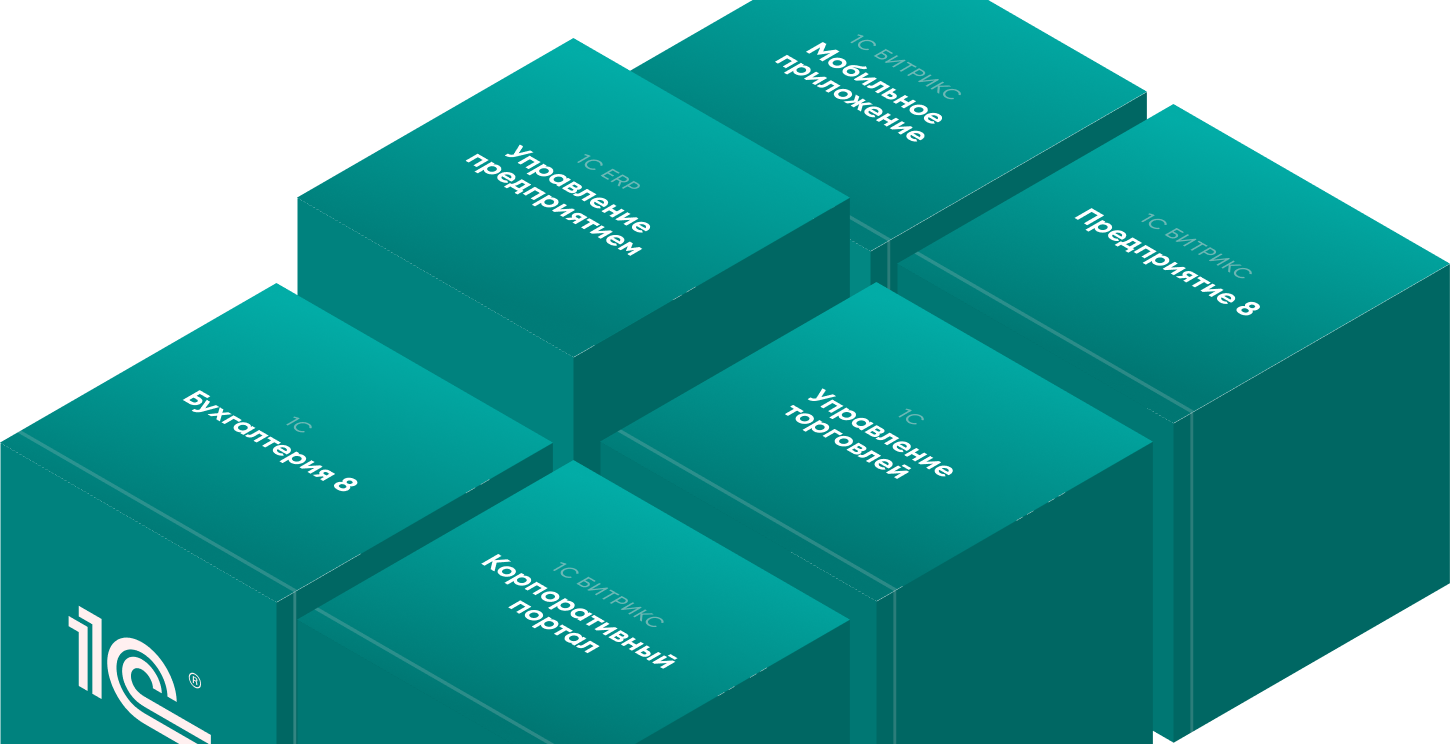 1С БИТРИКС
Мобильное
приложение
1С ERP
Управление
предприятием
1С БИТРИКС
Предприятие 8
1С
Бухгалтерия 8
1С
Управление
торговлей
1С БИТРИКС
Корпоративный
портал
1С ®